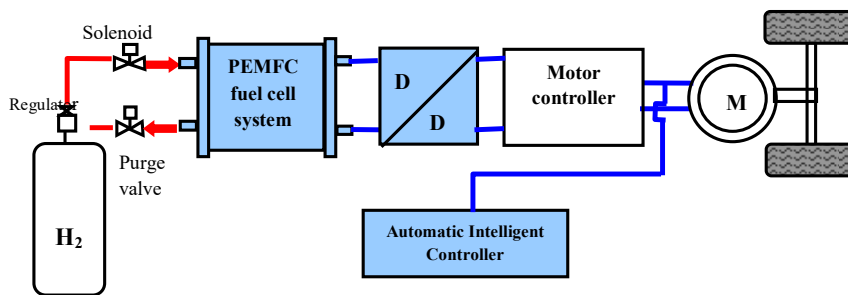 Solenoid
PEMFC
fuel cell
system
D
D
Motor
controller
M
Regulator
Purge
valve
H₂
Automatic Intelligent
Controller